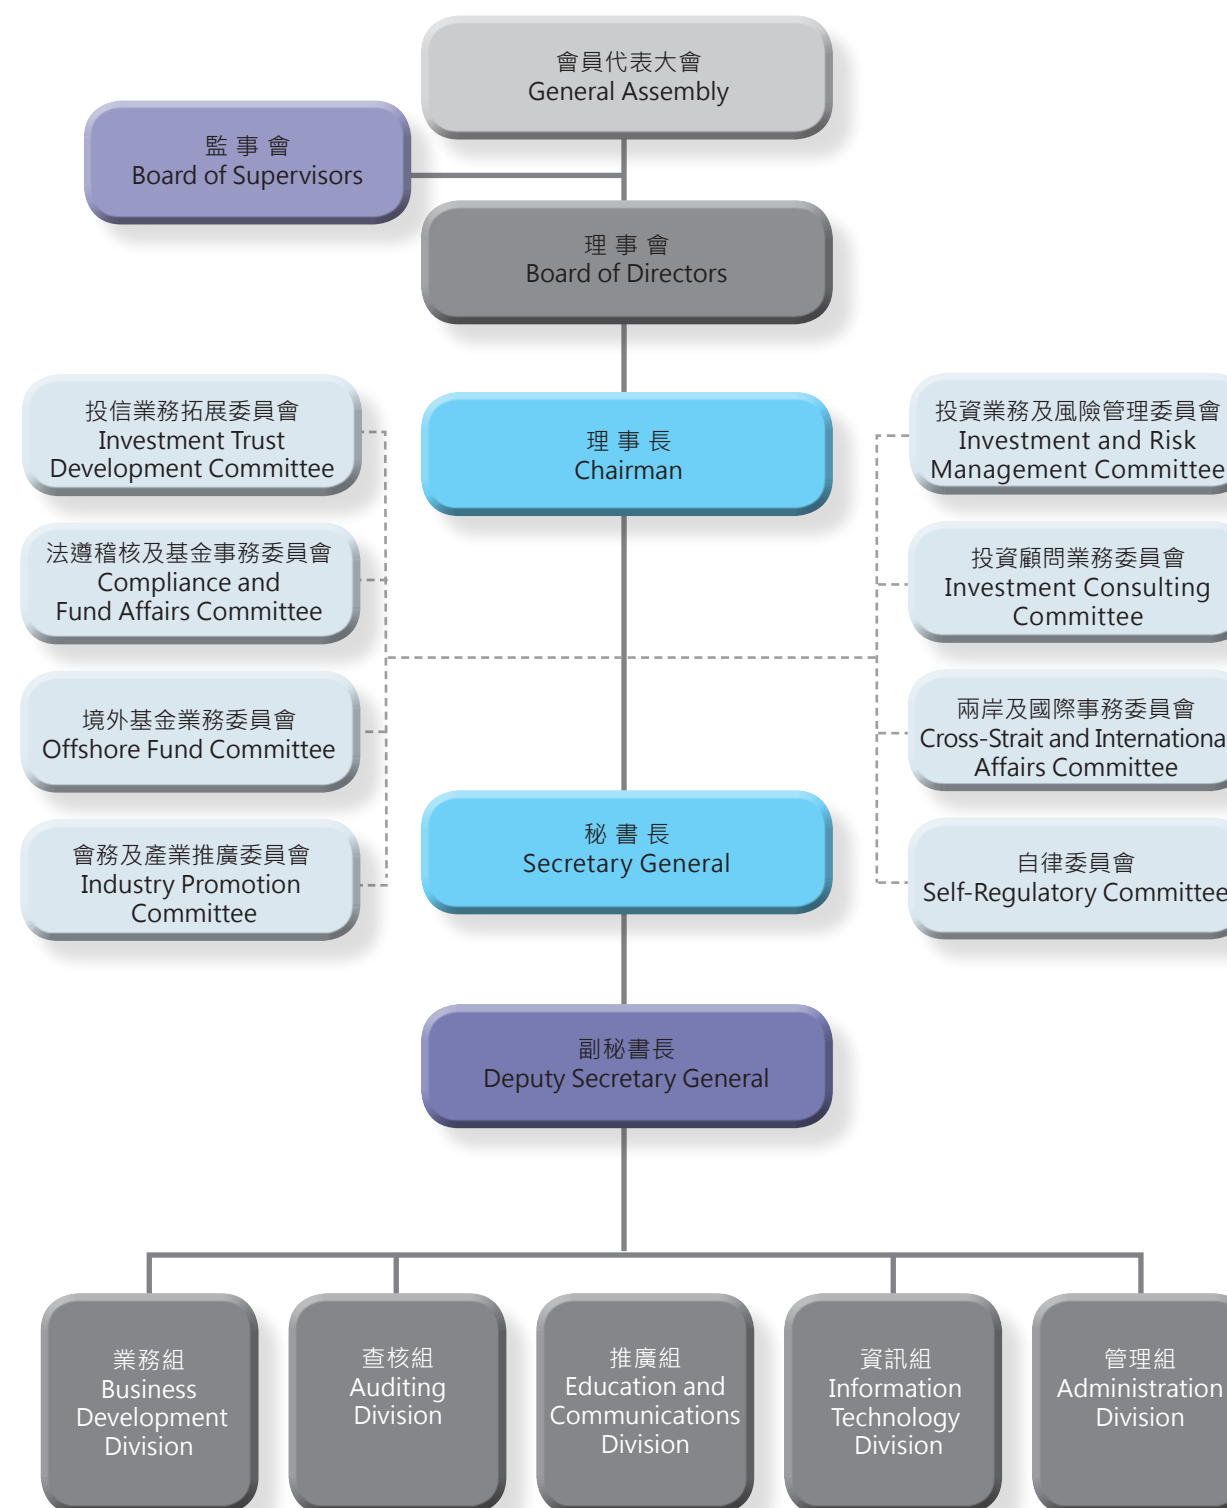 會員代表大會
General Assembly
監事會
Board of Supervisors
理事會
Board of Directors
投信業務拓展委員會
Investment Trust
Development Committee
理事長
Chairman
投資業務及風險管理委員會
Investment and Risk
Management Committee
法遵稽核及基金事務委員會
Compliance and
Fund Affairs Committee
投資顧問業務委員會
Investment Consulting
Committee
境外基金業務委員會
Offshore Fund Committee
兩岸及國際事務委員會
Cross-Strait and Internationa
Affairs Committee
會務及產業推廣委員會
Industry Promotion
Committee
秘書長
Secretary General
自律委員會
Self-Regulatory Committee
副秘書長
Deputy Secretary General
業務組
Business
Development
Division
查核組
Auditing
Division
推廣組
Education and
Communications
Division
資訊組
Information
Technology
Division
管理組
Administration
Division